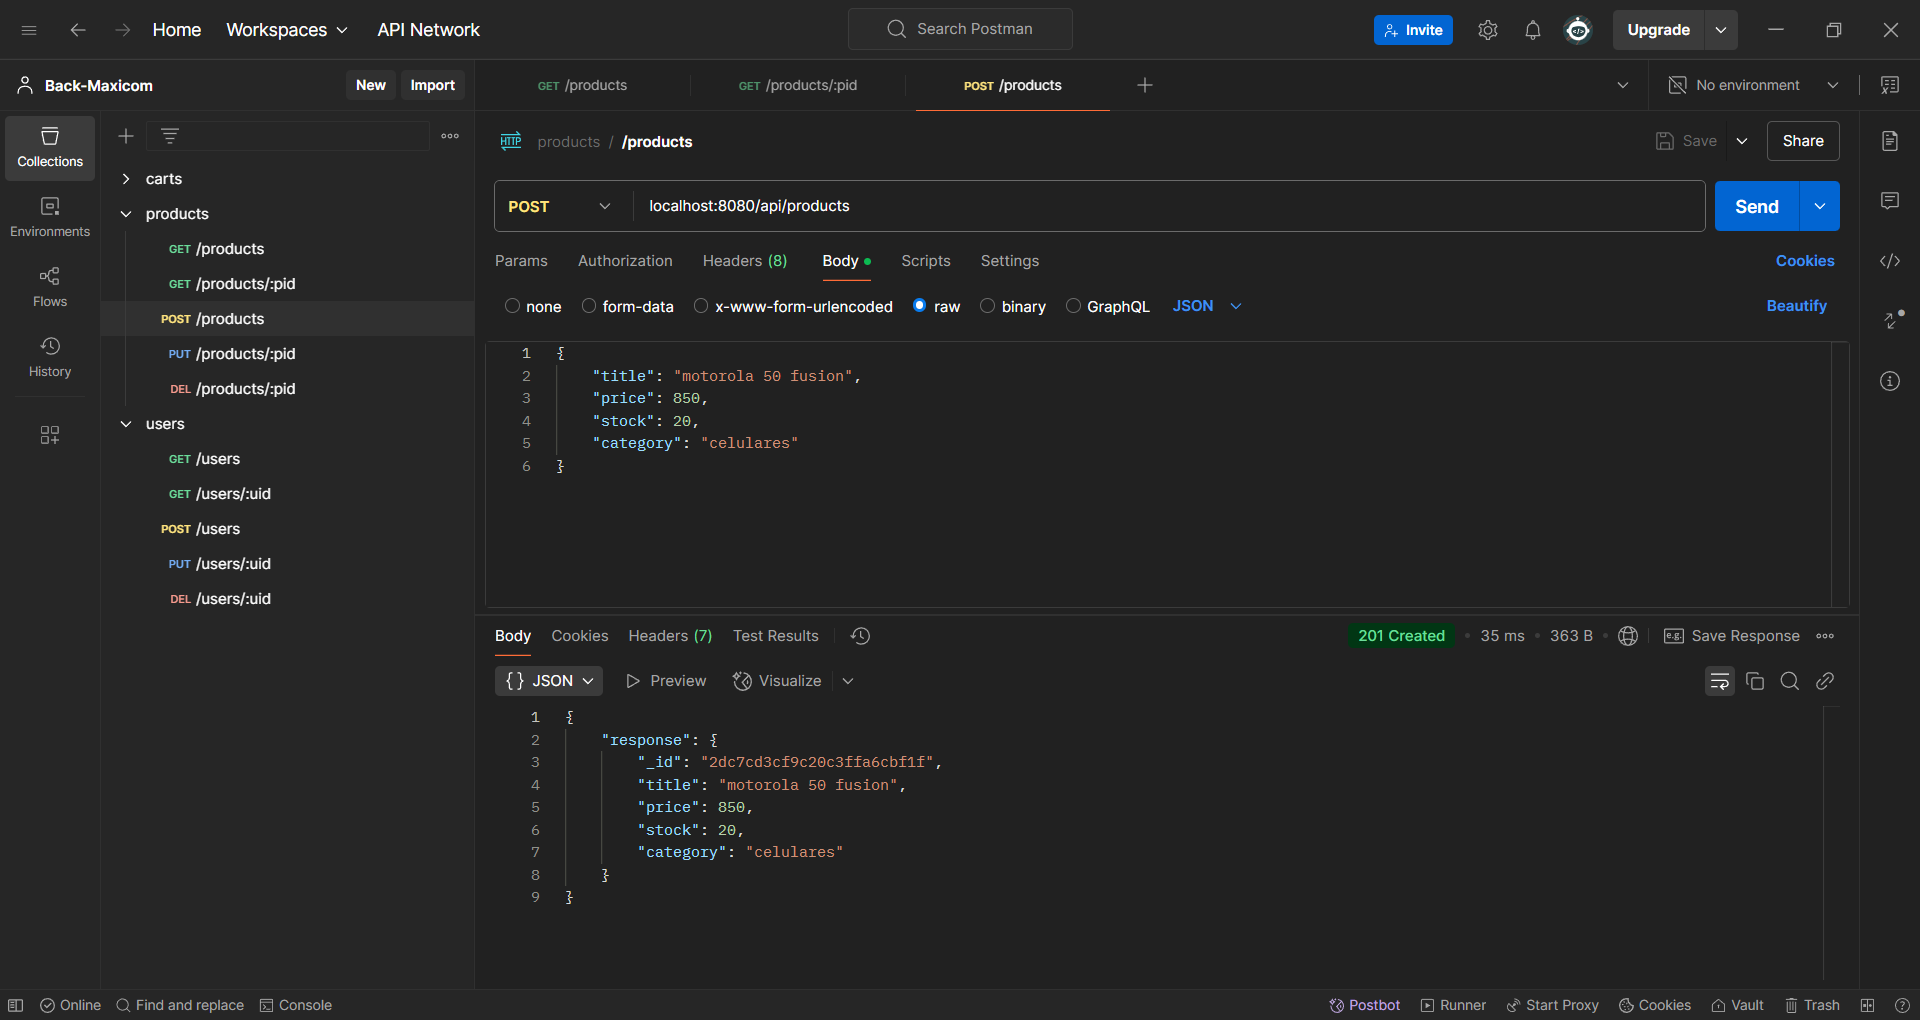 Home Workspaces API Network Search Postman Invite Upgrade
Back-Maxicom New Import GET /products GET /products/:pid POST /products No environment
Collections
Environments
Flows
History
carts
products
GET /products
GET /products/:pid
POST /products
PUT /products/:pid
DEL /products/:pid
users
GET /users
GET /users/:uid
POST /users
PUT /users/:uid
DEL /users/:uid
HTTP products / /products Save Share
POST localhost:8080/api/products Send
Params Authorization Headers (8) Body Scripts Settings Cookies
none form-data x-www-form-urlencoded raw binary GraphQL JSON Beautify
1 {
2 "title": "motorola 50 fusion",
3 "price": 850,
4 "stock": 20,
5 "category": "celulares"
6 }
Body Cookies Headers (7) Test Results 201 Created 35 ms 363 B e.g. Save Response
{} JSON Preview Visualize
1 {
2 "response": {
3 "_id": "2dc7cd3cf9c20c3ffa6cbf1f",
4 "title": "motorola 50 fusion",
5 "price": 850,
6 "stock": 20,
7 "category": "celulares"
8 }
9 }
Online Find and replace Console Postbot Runner Start Proxy Cookies Vault Trash